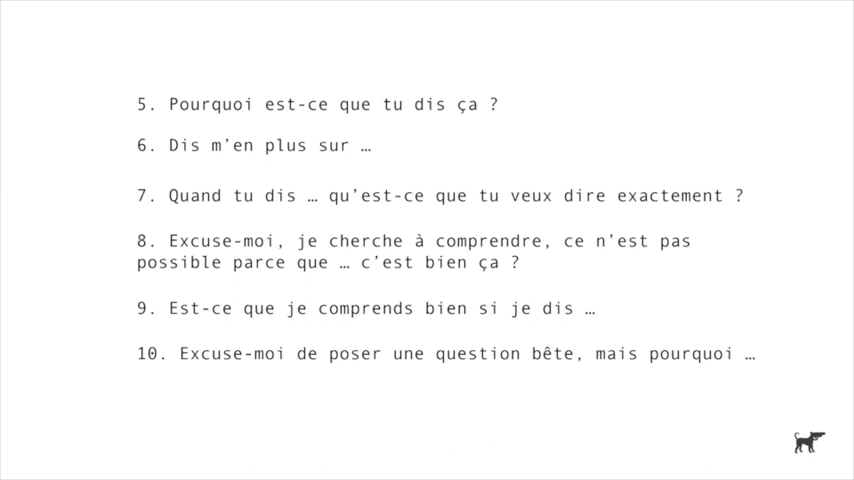 5. Pourquoi est-ce que tu dis ça ?
6. Dis m’en plus sur …
7. Quand tu dis … qu’est-ce que tu veux dire exactement ?
8. Excuse-moi, je cherche à comprendre, ce n’est pas
possible parce que … c’est bien ça ?
9. Est-ce que je comprends bien si je dis …
10. Excuse-moi de poser une question bête, mais pourquoi …